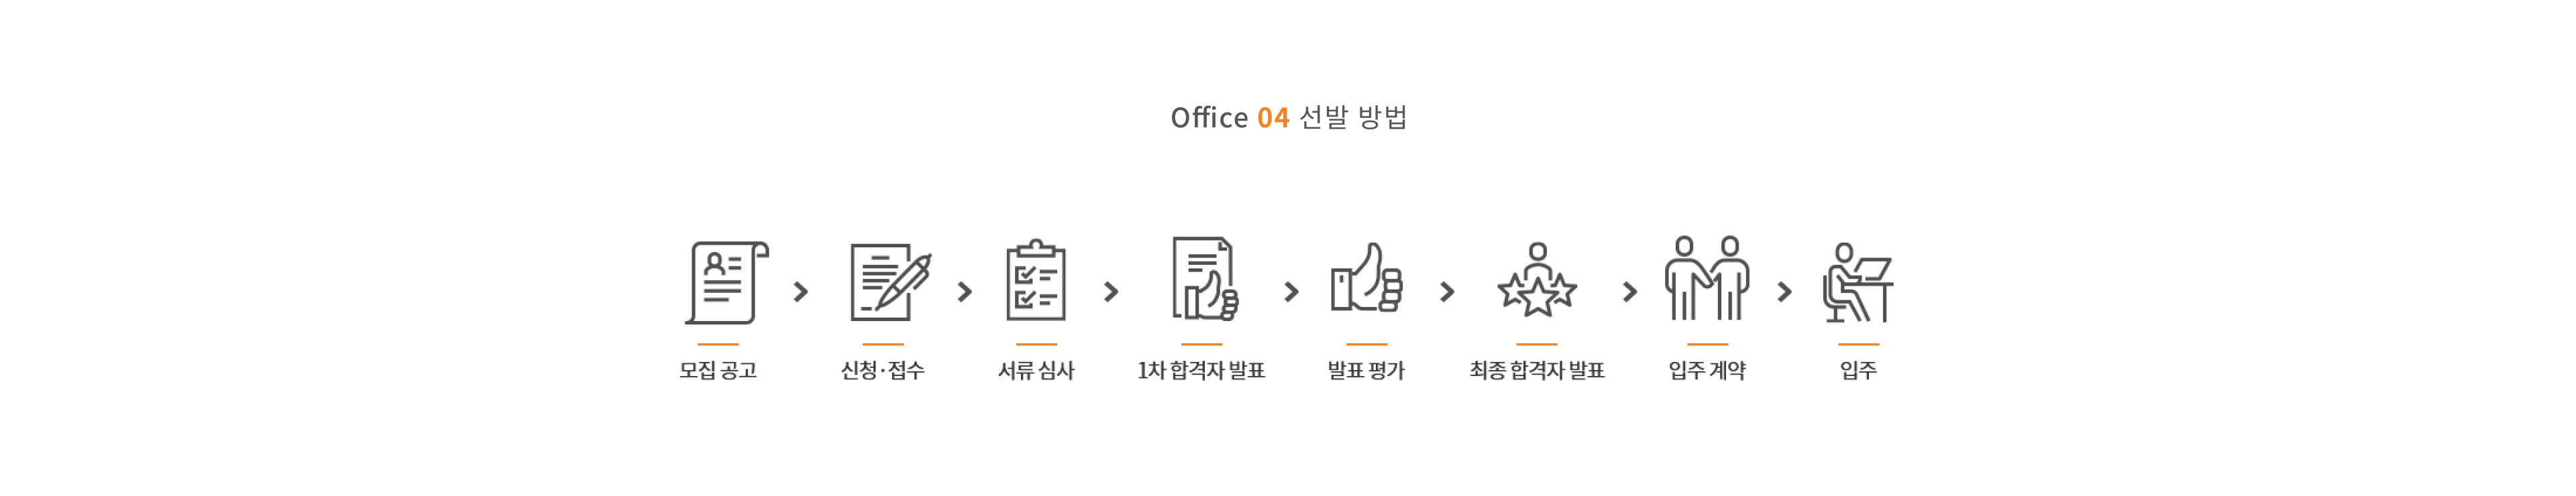 Office 04 선발 방법
모집 공고
신청·접수
서류 심사
1차 합격자 발표
발표 평가
최종 합격자 발표
입주 계약
입주